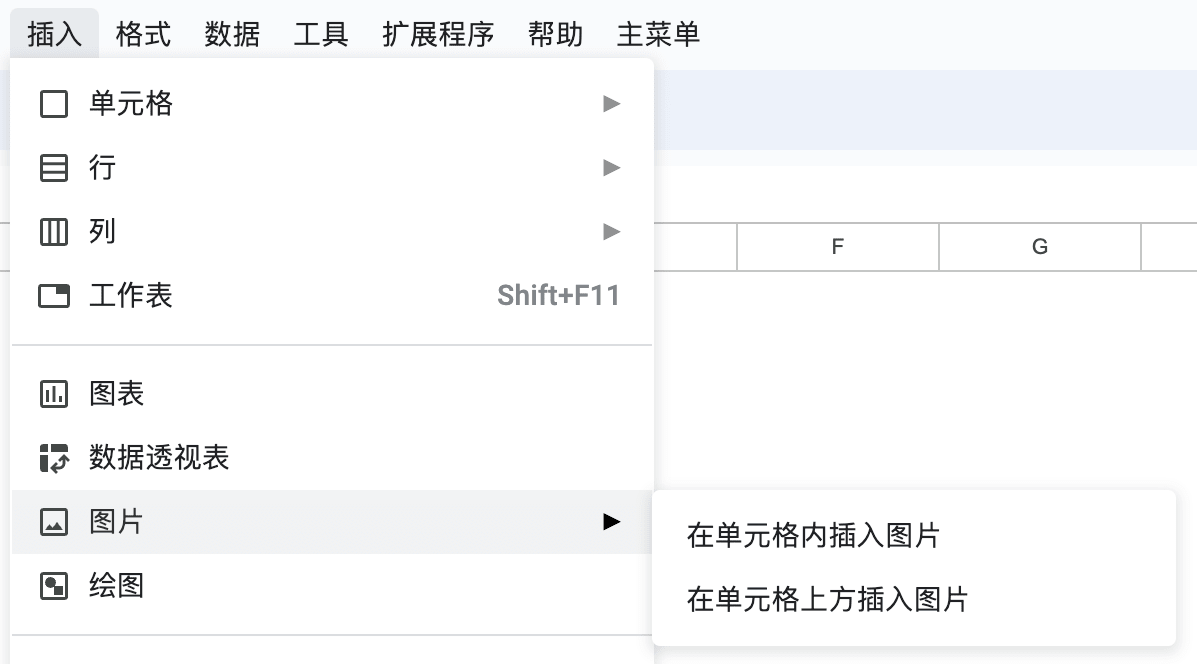 插入 格式 数据 工具 扩展程序 帮助 主菜单
单元格
行
列
F G
工作表 Shift+F11
图表
数据透视表
图片
在单元格内插入图片
绘图
在单元格上方插入图片